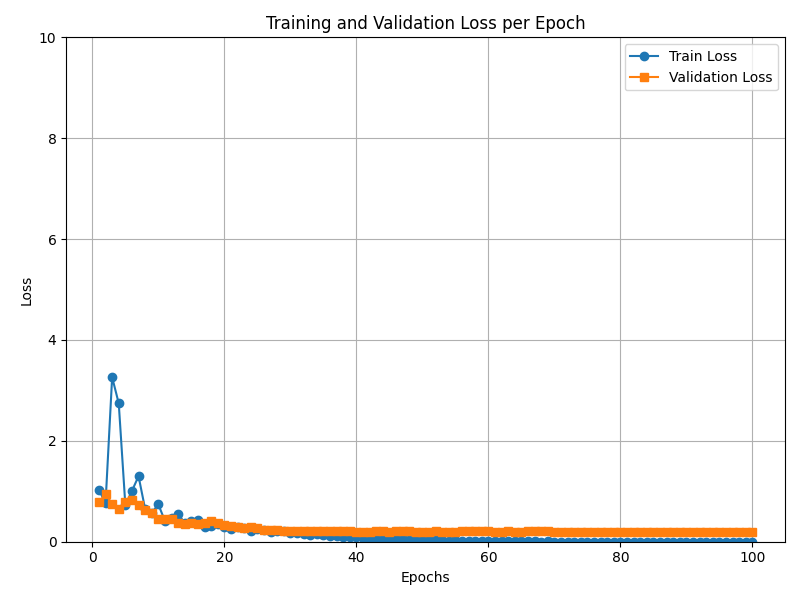 Training and Validation Loss per Epoch
10
8
6
4
2
0
Loss
Train Loss
Validation Loss
0 20 40 60 80 100
Epochs